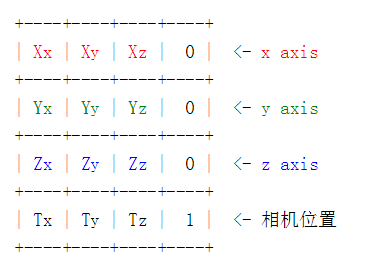 +----+----+----+----+
| Xx | Xy | Xz |  0 |  <- x axis
+----+----+----+----+
| Yx | Yy | Yz |  0 |  <- y axis
+----+----+----+----+
| Zx | Zy | Zz |  0 |  <- z axis
+----+----+----+----+
| Tx | Ty | Tz |  1 |  <- 相机位置
+----+----+----+----+